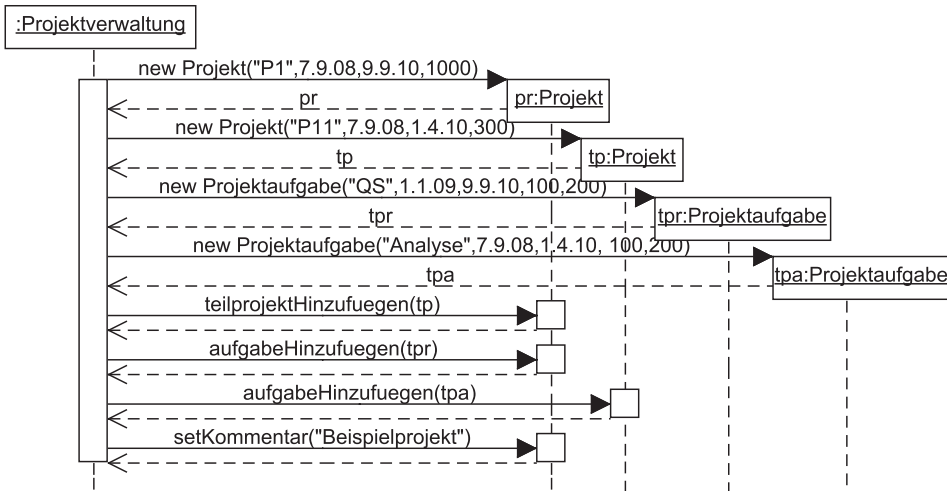 :Projektverwaltung
new Projekt("P1",7.9.08,9.9.10,1000)
pr
pr:Projekt
new Projekt("P11",7.9.08,1.4.10,300)
tp
tp:Projekt
new Projektaufgabe("QS",1.1.09,9.9.10,100,200)
tpr
tpr:Projektaufgabe
new Projektaufgabe("Analyse",7.9.08,1.4.10, 100,200)
tpa
tpa:Projektaufgabe
teilprojektHinzufuegen(tp)
aufgabeHinzufuegen(tpr)
aufgabeHinzufuegen(tpa)
setKommentar("Beispielprojekt")